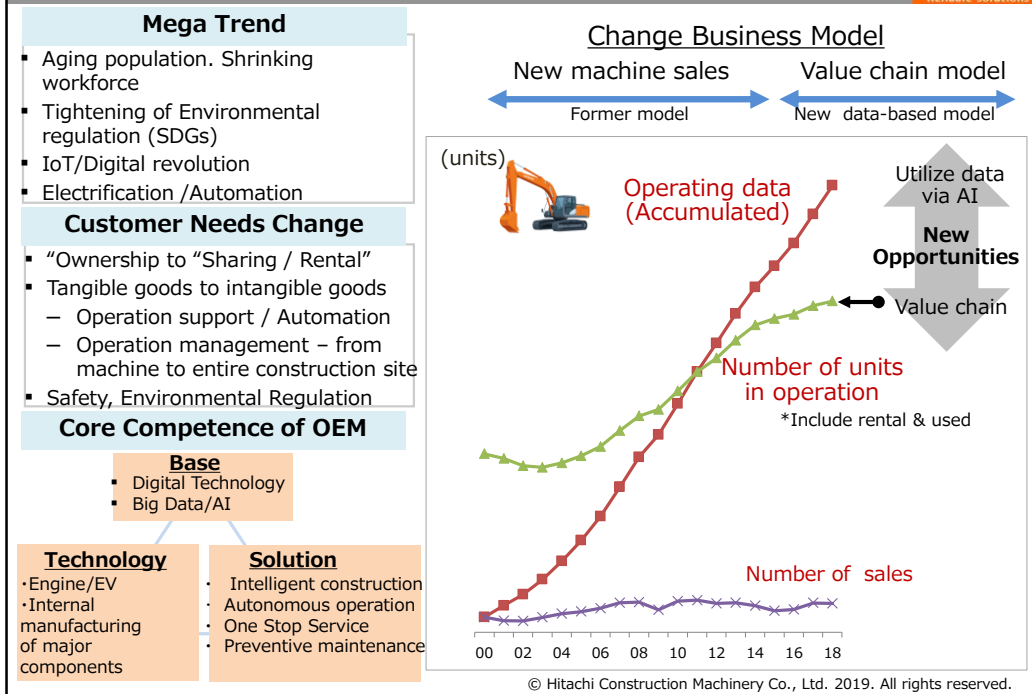 Reliable solutions
Mega Trend
▪ Aging population. Shrinking
workforce
▪ Tightening of Environmental
regulation (SDGs)
▪ IoT/Digital revolution
▪ Electrification /Automation
Customer Needs Change
▪ “Ownership to “Sharing / Rental”
▪ Tangible goods to intangible goods
– Operation support / Automation
– Operation management – from
machine to entire construction site
▪ Safety, Environmental Regulation
Core Competence of OEM
Base
▪ Digital Technology
▪ Big Data/AI
Technology
・Engine/EV
・Internal
manufacturing
of major
components
Solution
· Intelligent construction
· Autonomous operation
· One Stop Service
· Preventive maintenance
Change Business Model
New machine sales
Former model
Value chain model
New data-based model
(units)
Operating data
(Accumulated)
Utilize data
via AI
New
Opportunities
Value chain
Number of units
in operation
*Include rental & used
Number of sales
00 02 04 06 08 10 12 14 16 18
© Hitachi Construction Machinery Co., Ltd. 2019. All rights reserved.